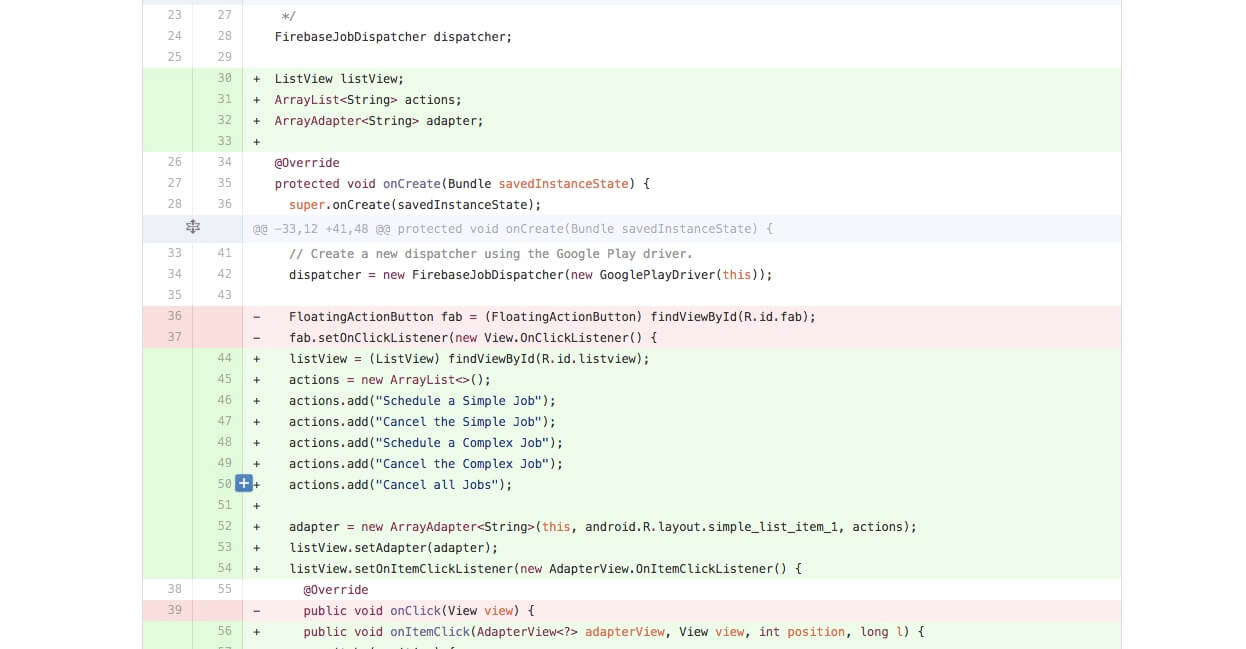 23 27 */
24 28 FirebaseJobDispatcher dispatcher;
25 29
30 + ListView listView;
31 + ArrayList<String> actions;
32 + ArrayAdapter<String> adapter;
33 +
26 34 @Override
27 35 protected void onCreate(Bundle savedInstanceState) {
28 36 super.onCreate(savedInstanceState);
@@ -33,12 +41,48 @@ protected void onCreate(Bundle savedInstanceState) {
33 41 // Create a new dispatcher using the Google Play driver.
34 42 dispatcher = new FirebaseJobDispatcher(new GooglePlayDriver(this));
35 43
36 - FloatingActionButton fab = (FloatingActionButton) findViewById(R.id.fab);
37 - fab.setOnClickListener(new View.OnClickListener() {
44 + listView = (ListView) findViewById(R.id.listview);
45 + actions = new ArrayList<>();
46 + actions.add("Schedule a Simple Job");
47 + actions.add("Cancel the Simple Job");
48 + actions.add("Schedule a Complex Job");
49 + actions.add("Cancel the Complex Job");
50 + + actions.add("Cancel all Jobs");
51 +
52 + adapter = new ArrayAdapter<String>(this, android.R.layout.simple_list_item_1, actions);
53 + listView.setAdapter(adapter);
54 + listView.setOnItemClickListener(new AdapterView.OnItemClickListener() {
38 55 @Override
39 - public void onClick(View view) {
56 + public void onItemClick(AdapterView<?> adapterView, View view, int position, long l) {